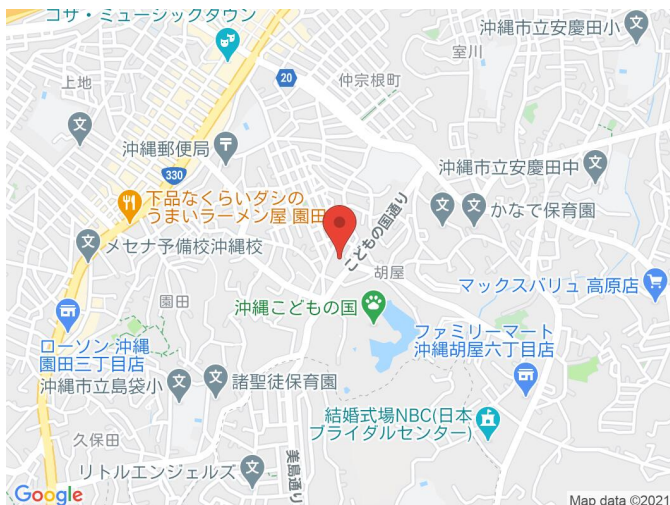 コザ・ミュージックタウン
沖縄市立安慶田小
室川
20
仲宗根町
上地
沖縄郵便局
330
沖縄市立安慶田中
下品なくらいダシの
うまいラーメン屋 園田
かなで保育園
こどもの国通り
メセナ予備校沖縄校
胡屋
マックスバリュ 高原店
園田
沖縄こどもの国
ローソン 沖縄
園田三丁目店
ファミリーマート
沖縄胡屋六丁目店
沖縄市立島袋小
諸聖徒保育園
結婚式場NBC(日本
ブライダルセンター)
久保田
美島通り
リトルエンジェルズ
Google
Map data ©2021